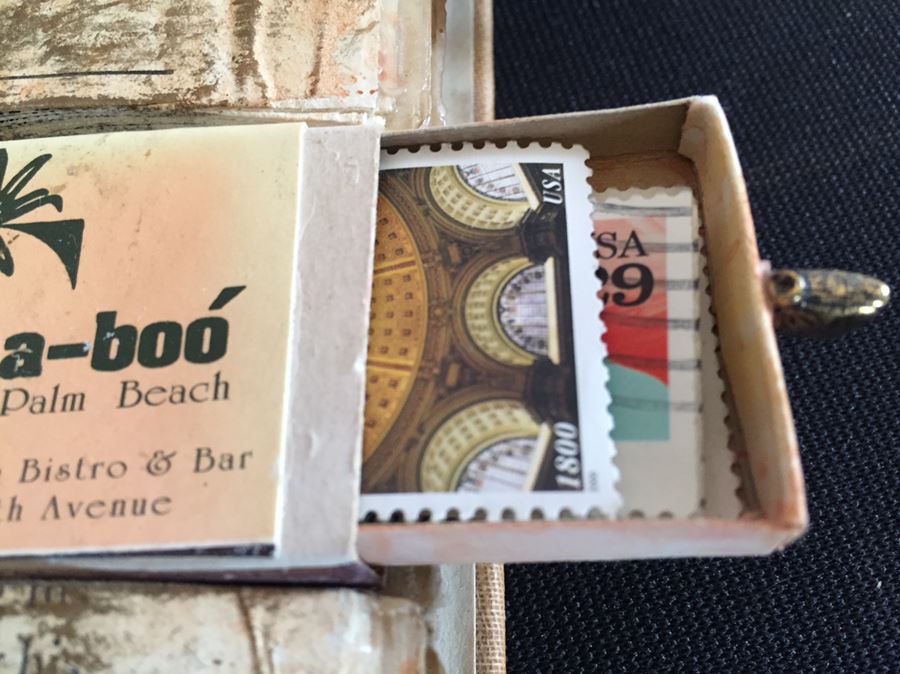 a-boó
Palm Beach
Bistro & Bar
th Avenue
USA
1800
SA
29